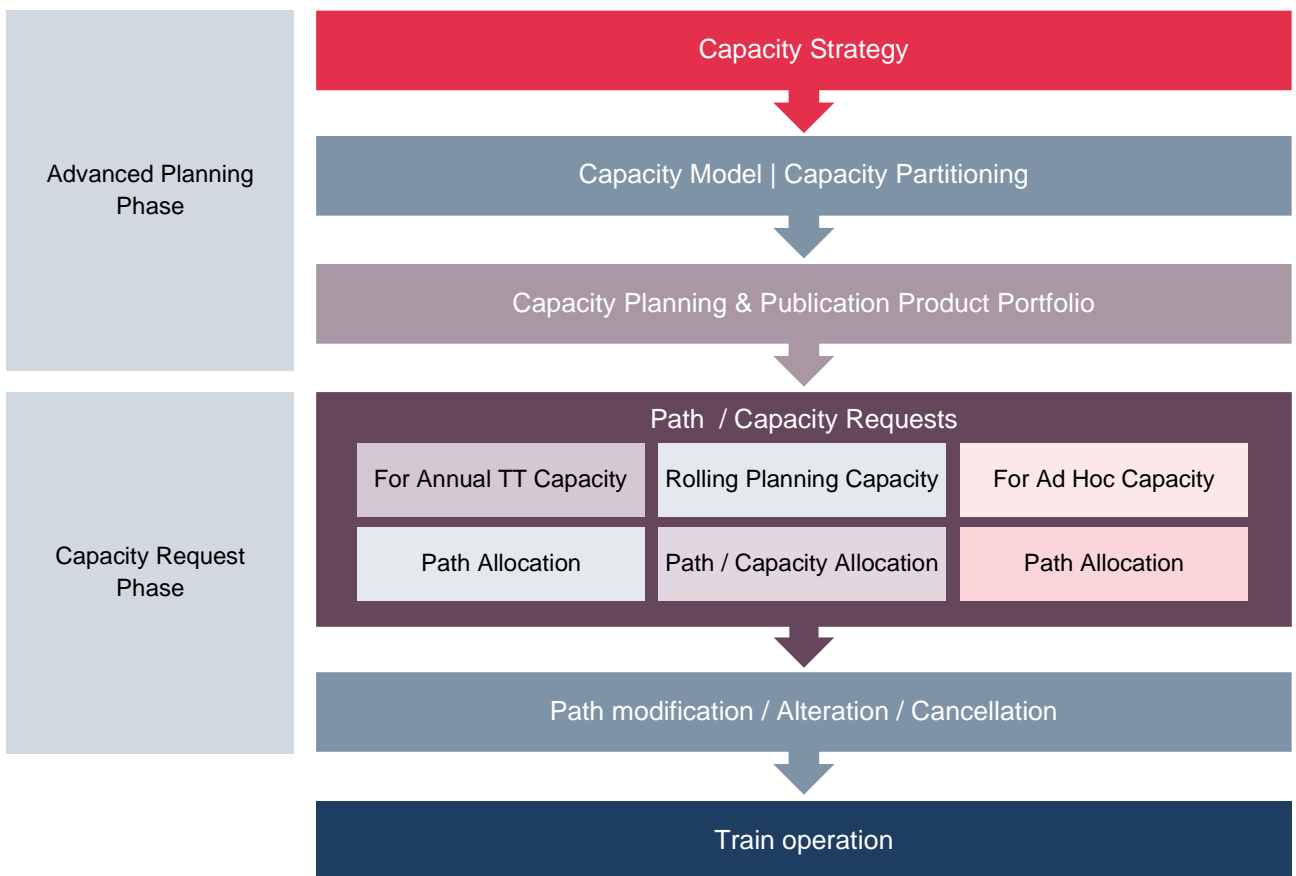 Capacity Strategy
Advanced Planning
Phase
Capacity Model | Capacity Partitioning
Capacity Planning & Publication Product Portfolio
Path / Capacity Requests
For Annual TT Capacity
Rolling Planning Capacity
For Ad Hoc Capacity
Path Allocation
Path / Capacity Allocation
Path Allocation
Capacity Request
Phase
Path modification / Alteration / Cancellation
Train operation